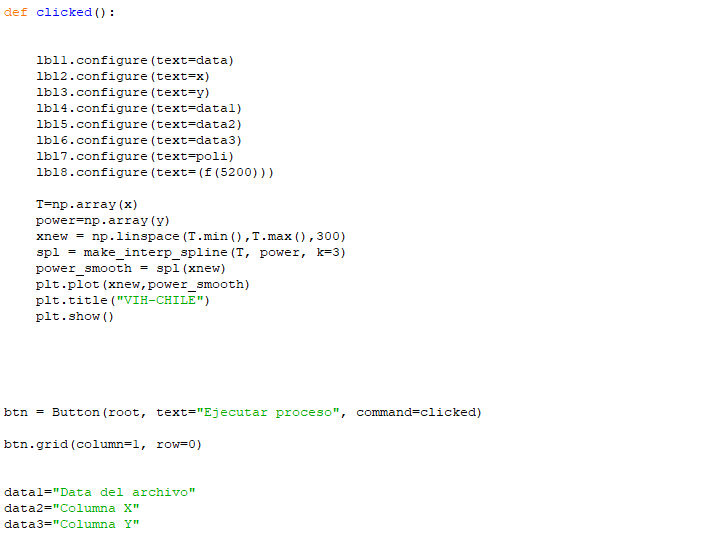 def clicked():
lbl1.configure(text=data)
lbl2.configure(text=x)
lbl3.configure(text=y)
lbl4.configure(text=data1)
lbl5.configure(text=data2)
lbl6.configure(text=data3)
lbl7.configure(text=poli)
lbl8.configure(text=(f(5200)))
T=np.array(x)
power=np.array(y)
xnew = np.linspace(T.min(),T.max(),300)
spl = make_interp_spline(T, power, k=3)
power_smooth = spl(xnew)
plt.plot(xnew,power_smooth)
plt.title("VIH-CHILE")
plt.show()
btn = Button(root, text="Ejecutar proceso", command=clicked)
btn.grid(column=1, row=0)
data1="Data del archivo"
data2="Columna X"
data3="Columna Y"